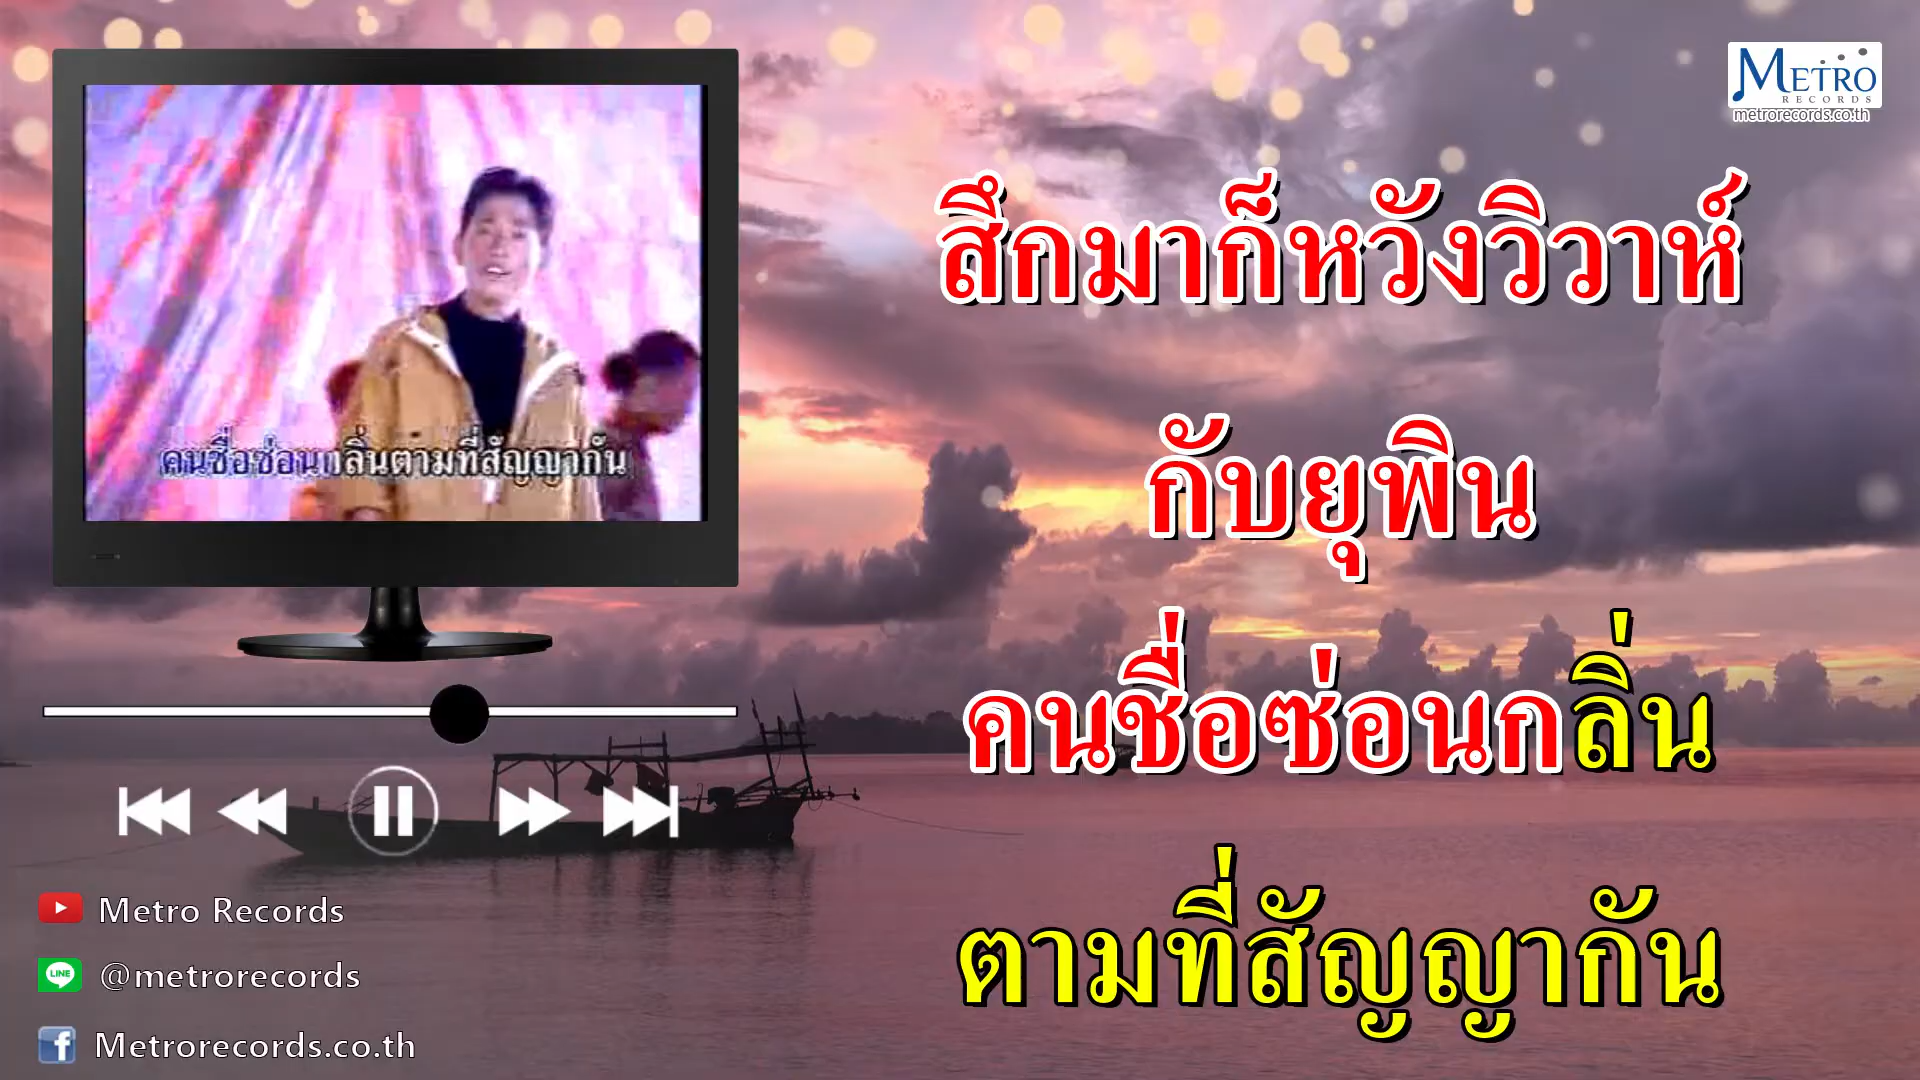 METRO
RECORDS
metrorecords.co.th
คนชื่อซ่อนกลิ่นตามที่สัญญากัน
สึกมาก็หวังวิวาห์
กับยุพิน
คนชื่อซ่อนกลิ่น
ตามที่สัญญากัน
Metro Records
LINE
@metrorecords
f
Metrorecords.co.th